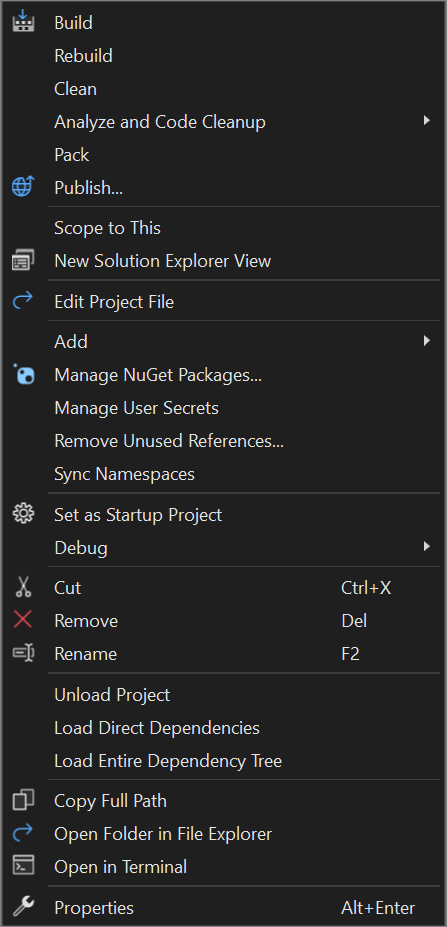 Build
Rebuild
Clean
Analyze and Code Cleanup
Pack
Publish...
Scope to This
New Solution Explorer View
Edit Project File
Add
Manage NuGet Packages...
Manage User Secrets
Remove Unused References...
Sync Namespaces
Set as Startup Project
Debug
Cut Ctrl+X
Remove Del
Rename F2
Unload Project
Load Direct Dependencies
Load Entire Dependency Tree
Copy Full Path
Open Folder in File Explorer
Open in Terminal
Properties Alt+Enter